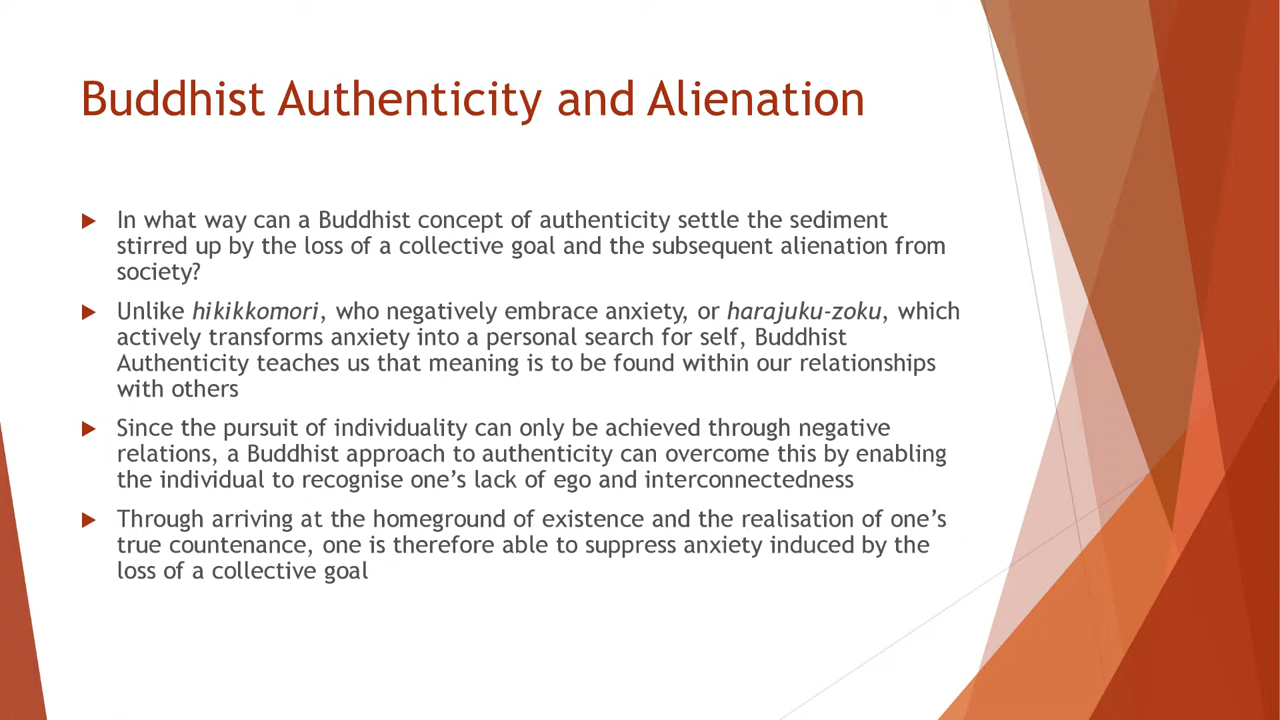 Buddhist Authenticity and Alienation
In what way can a Buddhist concept of authenticity settle the sediment
stirred up by the loss of a collective goal and the subsequent alienation from
society?
Unlike hikikkomori, who negatively embrace anxiety, or harajuku-zoku, which
actively transforms anxiety into a personal search for self, Buddhist
Authenticity teaches us that meaning is to be found within our relationships
with others
Since the pursuit of individuality can only be achieved through negative
relations, a Buddhist approach to authenticity can overcome this by enabling
the individual to recognise one's lack of ego and interconnectedness
Through arriving at the homeground of existence and the realisation of one's
true countenance, one is therefore able to suppress anxiety induced by the
loss of a collective goal